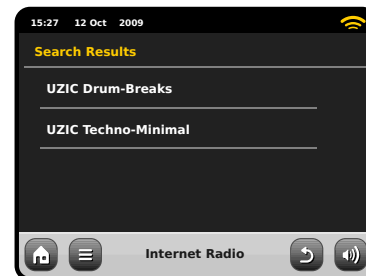 15:27 12 Oct 2009
Search Results
UZIC Drum-Breaks
UZIC Techno-Minimal
Internet Radio